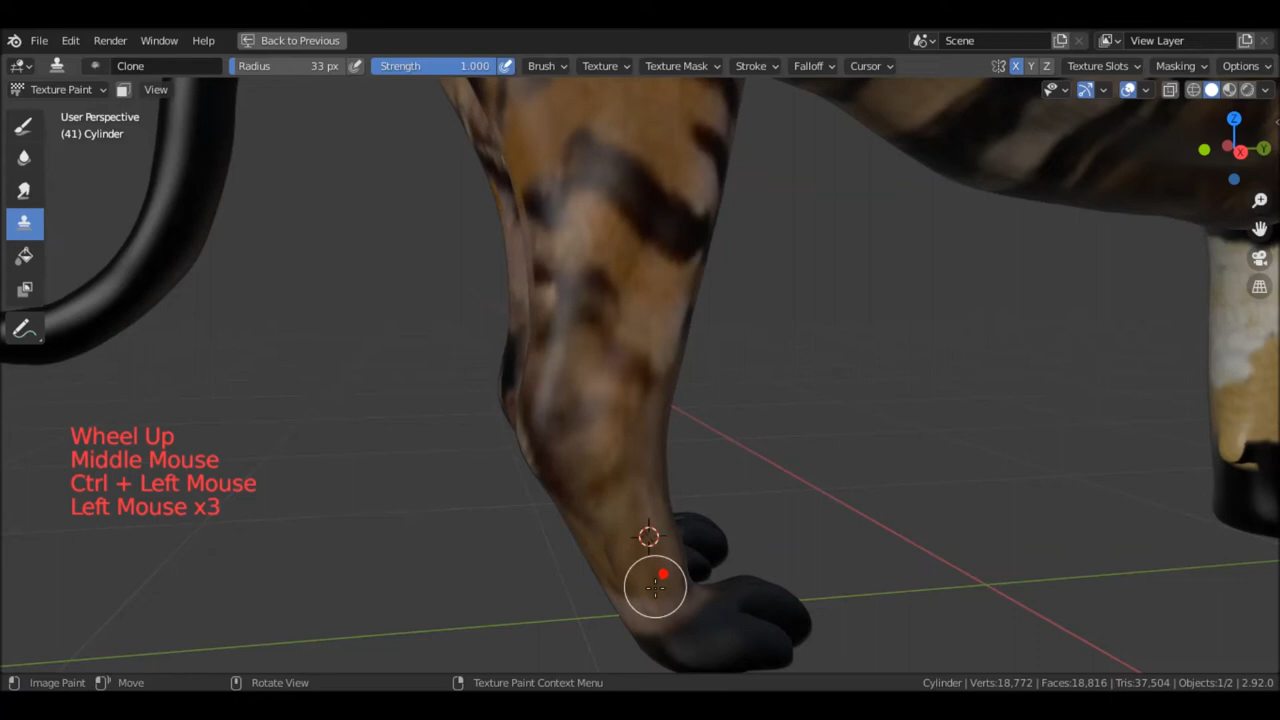 File Edit Render Window Help Back to Previous Scene View Layer
Clone Radius 33 px Strength 1.000 Brush Texture Texture Mask Stroke Falloff Cursor X Y Z Texture Slots Masking Options
Texture Paint View
User Perspective
(41) Cylinder
Z
Y
X
Wheel Up
Middle Mouse
Ctrl + Left Mouse
Left Mouse x3
Image Paint Move Rotate View Texture Paint Context Menu Cylinder | Verts:18,772 | Faces:18,816 | Tris:37,504 | Objects:1/2 | 2.92.0